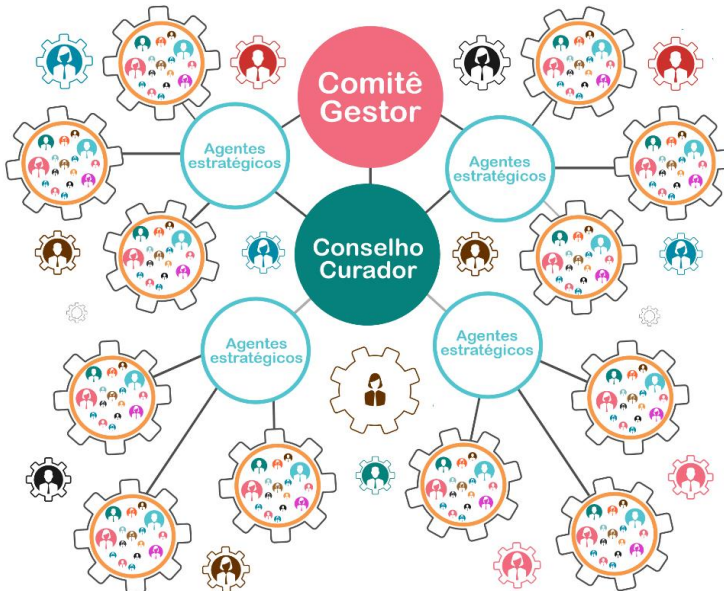 Comitê
Gestor
Agentes
estratégicos
Agentes
estratégicos
Conselho
Curador
Agentes
estratégicos
Agentes
estratégicos